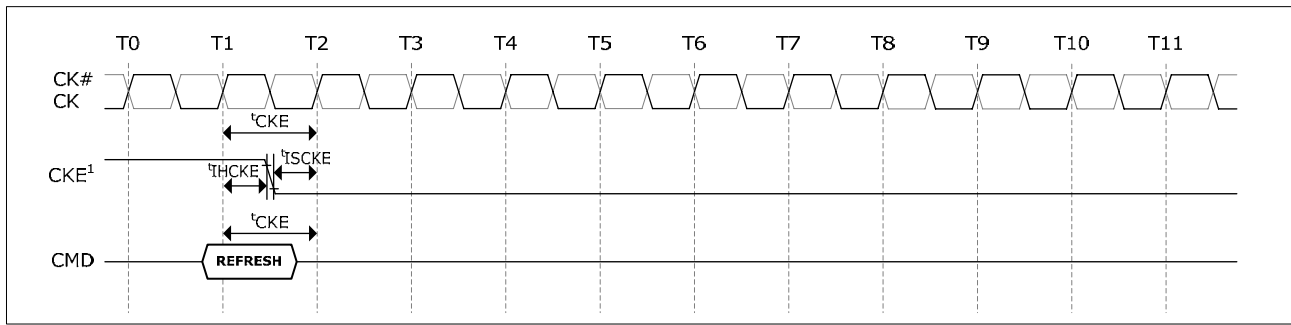 T0 T1 T2 T3 T4 T5 T6 T7 T8 T9 T10 T11
CK#
CK
tCKE
CKE1
tIHCKE
tISCKE
tCKE
CMD
REFRESH